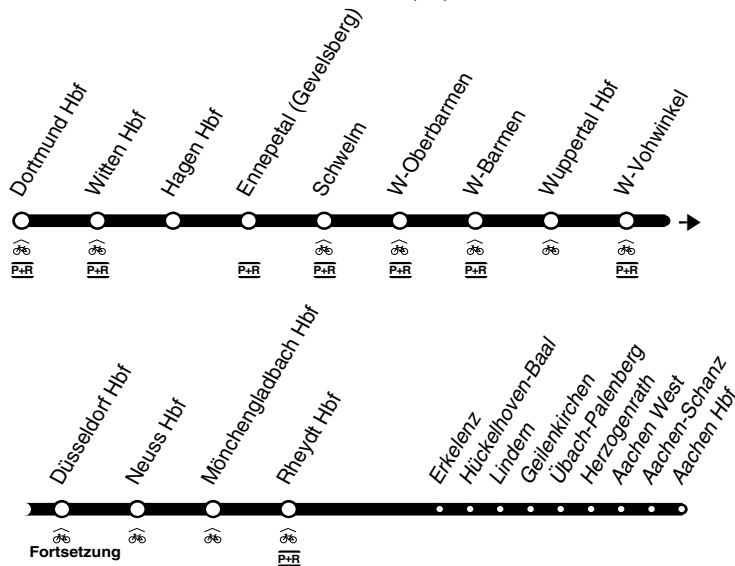 Dortmund Hbf
Witten Hbf
Hagen Hbf
Ennepetal (Gevelsberg)
Schwelm
W-Oberbarmen
W-Barmen
Wuppertal Hbf
W-Vohwinkel
P+R P+R P+R P+R P+R P+R P+R
Düsseldorf Hbf
Neuss Hbf
Mönchengladbach Hbf
Rheydt Hbf
Erkelenz
Hückelhoven-Baal
Lindern
Geilenkirchen
Übach-Palenberg
Herzogenrath
Aachen West
Aachen-Schanz
Aachen Hbf
Fortsetzung
P+R